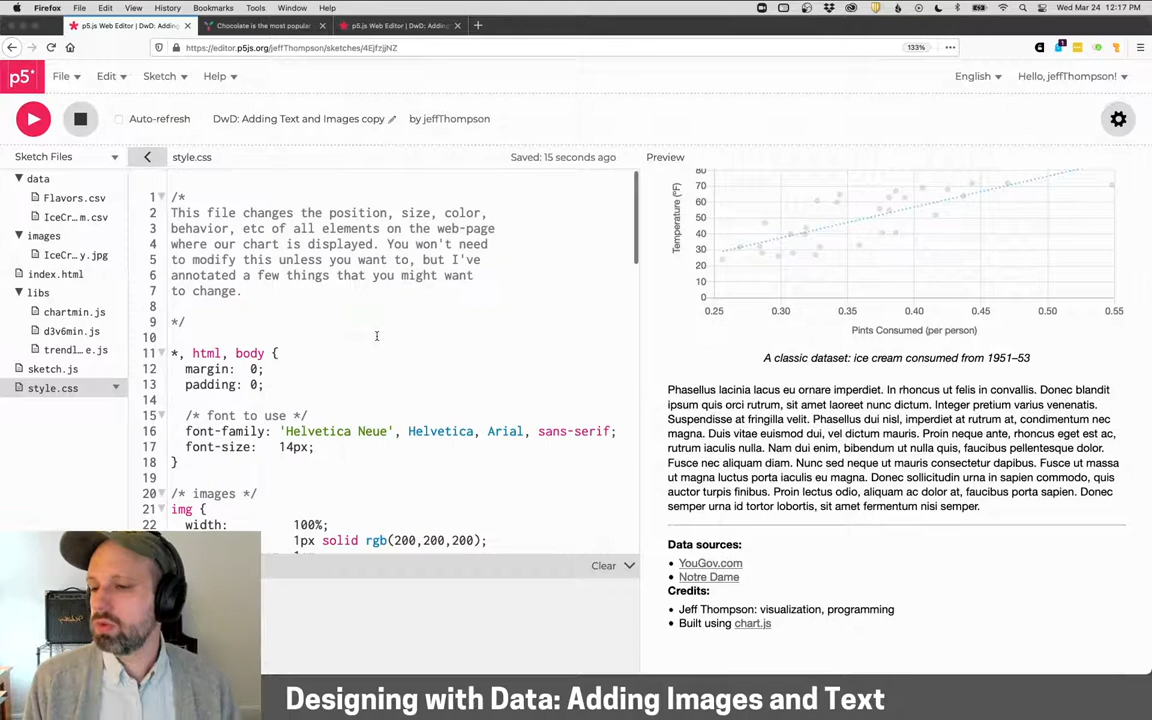 Firefox File Edit View History Bookmarks Tools Window Help Wed Mar 24 12:17 PM
p5.js Web Editor | DwD: Adding
Chocolate is the most popular
p5.js Web Editor | DwD: Adding
https://editor.p5js.org/jeffThompson/sketches/4EjfzjjNZ
133%
p5* File Edit Sketch Help English Hello, jeffThompson!
Auto-refresh DwD: Adding Text and Images copy by jeffThompson
Sketch Files style.css Saved: 15 seconds ago Preview
data
Flavors.csv
IceCr...m.csv
images
IceCr...y.jpg
index.html
libs
chartmin.js
d3v6min.js
trendl...e.js
sketch.js
style.css
1 /*
2 This file changes the position, size, color,
3 behavior, etc of all elements on the web-page
4 where our chart is displayed. You won't need
5 to modify this unless you want to, but I've
6 annotated a few things that you might want
7 to change.
8
9 */
10
11 *, html, body {
12 margin: 0;
13 padding: 0;
14
15 /* font to use */
16 font-family: 'Helvetica Neue', Helvetica, Arial, sans-serif;
17 font-size: 14px;
18 }
19
20 /* images */
21 img {
22 width: 100%;
1px solid rgb(200,200,200);
Clear
Temperature (°F)
80
70
60
50
40
30
20
10
0
0.25 0.30 0.35 0.40 0.45 0.50 0.55
Pints Consumed (per person)
A classic dataset: ice cream consumed from 1951–53
Phasellus lacinia lacus eu ornare imperdiet. In rhoncus ut felis in convallis. Donec blandit
ipsum quis orci rutrum, sit amet laoreet nunc dictum. Integer pretium varius venenatis.
Suspendisse at fringilla velit. Phasellus dui nisl, imperdiet at rutrum at, condimentum nec
magna. Duis vitae euismod dui, vel dictum mauris. Proin neque ante, rhoncus eget est ac,
rutrum iaculis nulla. Nam dui enim, bibendum ut nulla quis, faucibus pellentesque dolor.
Fusce nec aliquam diam. Nunc sed neque ut mauris consectetur dapibus. Fusce ut massa
ut magna luctus porta iaculis eu magna. Donec sollicitudin urna in sapien commodo, quis
auctor turpis finibus. Proin lectus odio, aliquam ac dolor at, faucibus porta sapien. Donec
semper urna id tortor lobortis, sit amet fermentum nisi semper.
Data sources:
• YouGov.com
• Notre Dame
Credits:
• Jeff Thompson: visualization, programming
• Built using chart.js
Designing with Data: Adding Images and Text